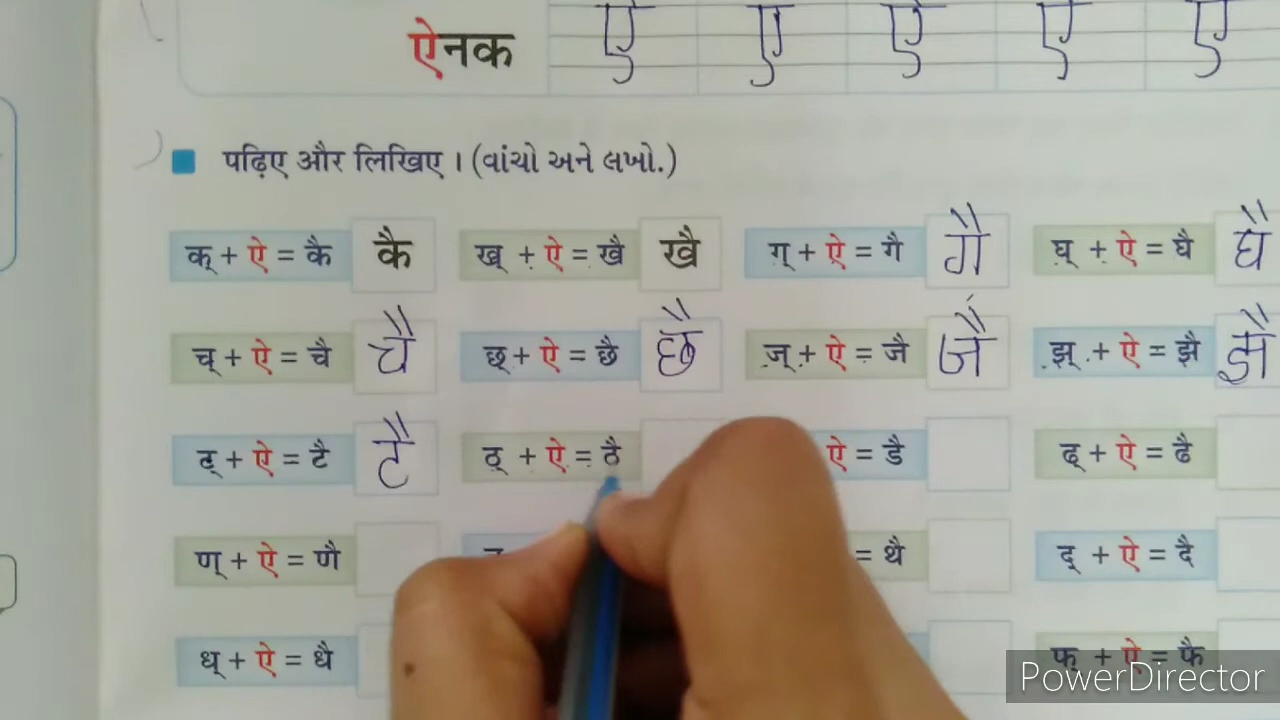 ऐनक ऐ ऐ ऐ ऐ ऐ
पढ़िए और लिखिए । (વાંચો અને લખો.)
क् + ऐ = कै कै ख् + ऐ = खै खै ग् + ऐ = गै गै घ् + ऐ = घै घै
च् + ऐ = चै चै छ् + ऐ = छै छै ज् + ऐ = जै जै झ् + ऐ = झै झै
ट् + ऐ = टै टै ठ् + ऐ = ठै ऐ = डै ढ् + ऐ = ढै
ण् + ऐ = णै = थै द् + ऐ = दै
ध् + ऐ = धै फ् + ऐ = फै
PowerDirector